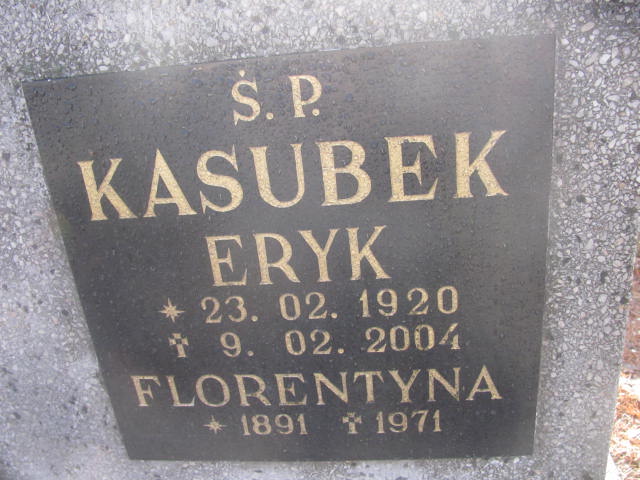 Ś. P.
KASUBEK
ERYK
* 23. 02. 1920
✝ 9. 02. 2004
FLORENTYNA
* 1891 ✝ 1971